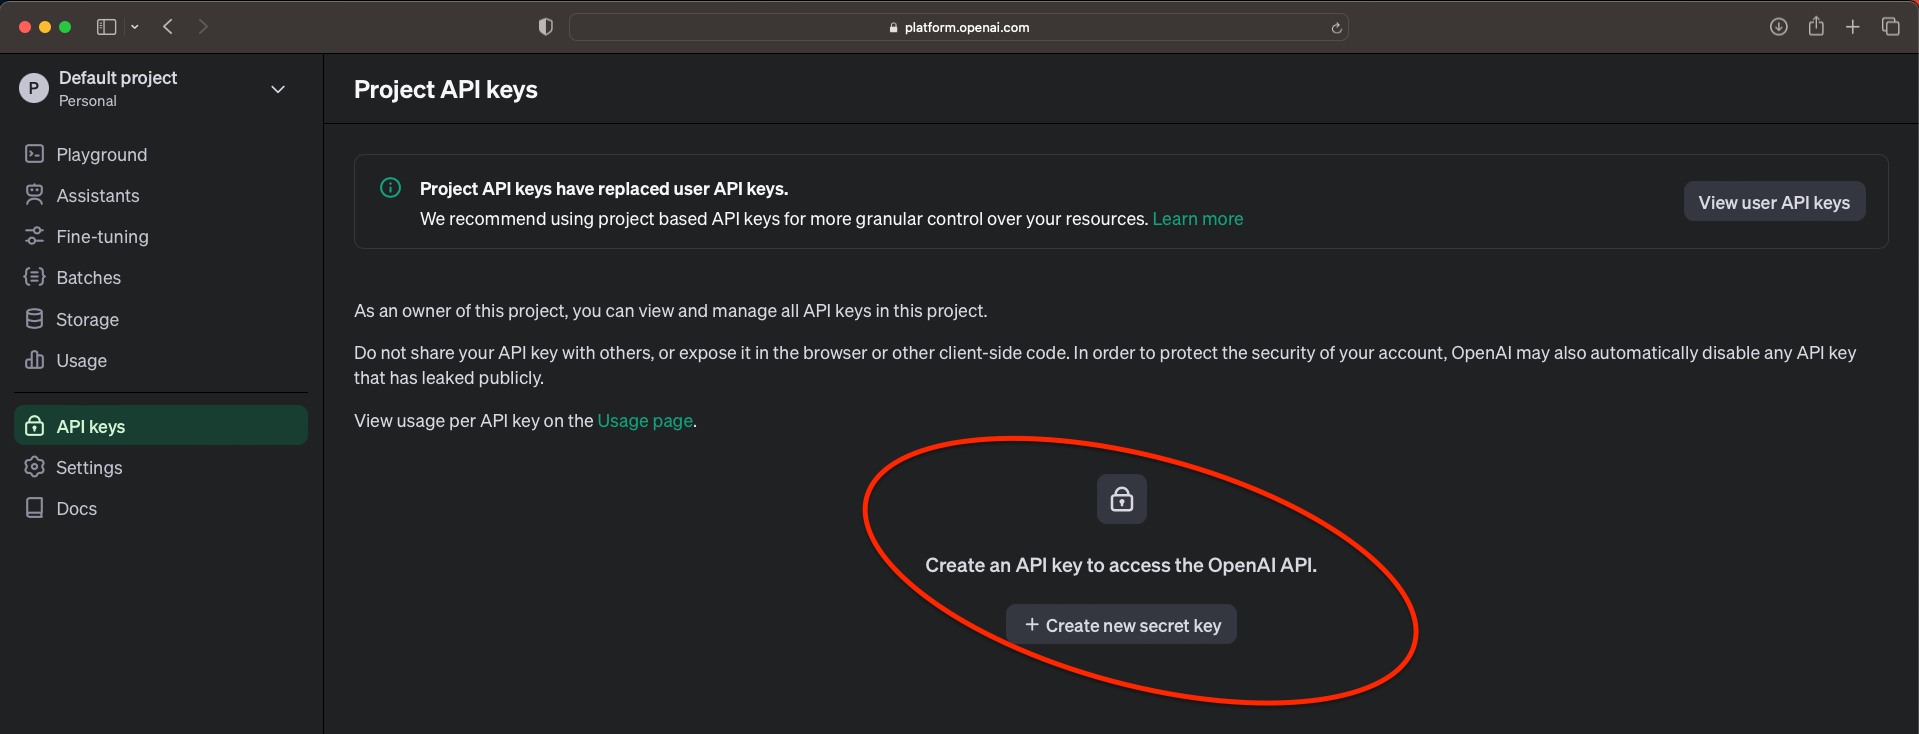 platform.openai.com
P
Default project
Personal
Playground
Assistants
Fine-tuning
Batches
Storage
Usage
API keys
Settings
Docs
Project API keys
Project API keys have replaced user API keys.
We recommend using project based API keys for more granular control over your resources. Learn more
View user API keys
As an owner of this project, you can view and manage all API keys in this project.
Do not share your API key with others, or expose it in the browser or other client-side code. In order to protect the security of your account, OpenAI may also automatically disable any API key
that has leaked publicly.
View usage per API key on the Usage page.
Create an API key to access the OpenAI API.
+ Create new secret key